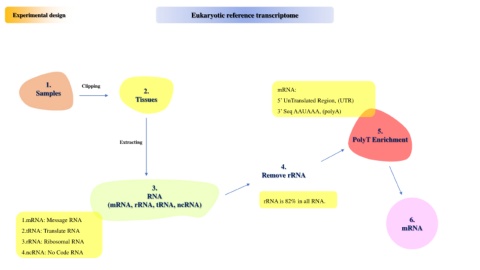 Experimental design
Eukaryotic reference transcriptome
1.
Samples
Clipping
2.
Tissues
Extracting
3.
RNA
(mRNA, rRNA, tRNA, ncRNA)
1.mRNA: Message RNA
2.tRNA: Translate RNA
3.rRNA: Ribosomal RNA
4.ncRNA: No Code RNA
4.
Remove rRNA
rRNA is 82% in all RNA.
mRNA:
5' UnTranslated Region, (UTR)
3' Seq AAUAAA, (polyA)
5.
PolyT Enrichment
6.
mRNA